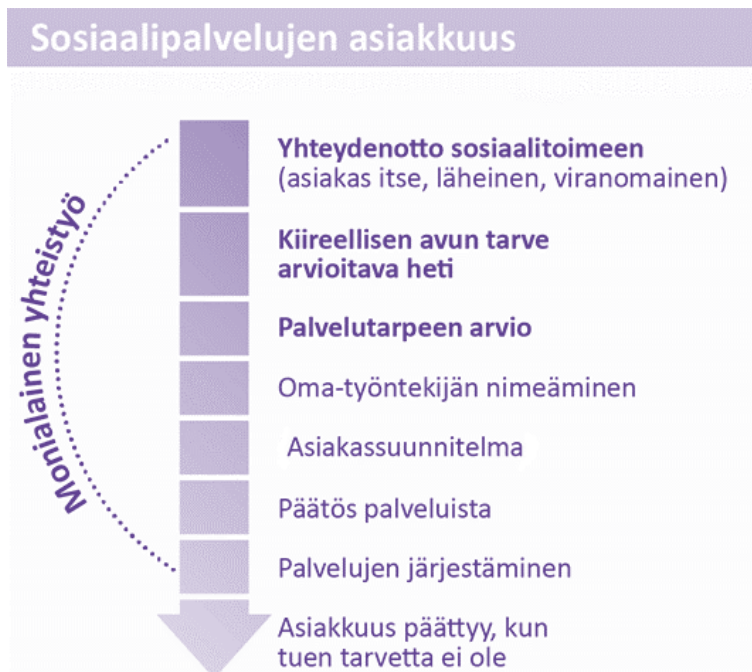 Sosiaalipalvelujen asiakkuus
Monialainen yhteistyö
Yhteydenotto sosiaalitoimeen
(asiakas itse, läheinen, viranomainen)
Kiireellisen avun tarve
arvioitava heti
Palvelutarpeen arvio
Oma-työntekijän nimeäminen
Asiakassuunnitelma
Päätös palveluista
Palvelujen järjestäminen
Asiakkuus päättyy, kun
tuen tarvetta ei ole